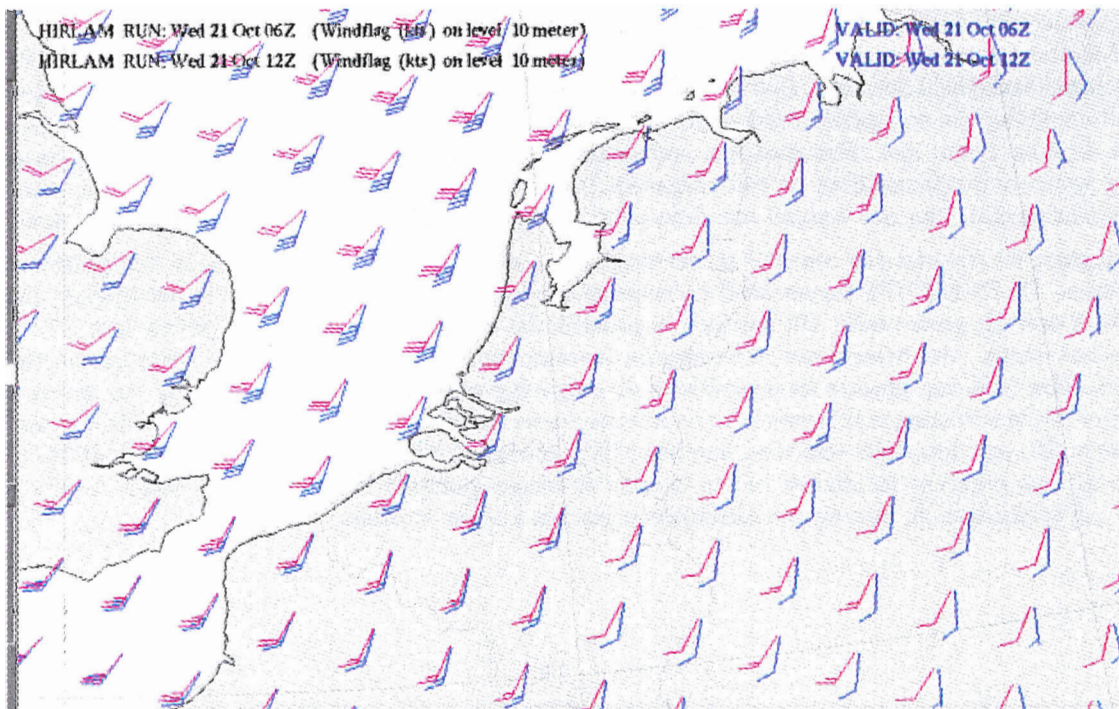 HIRLAM RUN: Wed 21 Oct 06Z (Windflag (kts) on level 10 meter) VALID: Wed 21 Oct 06Z
HIRLAM RUN: Wed 21 Oct 12Z (Windflag (kts) on level 10 meter) VALID: Wed 21 Oct 12Z